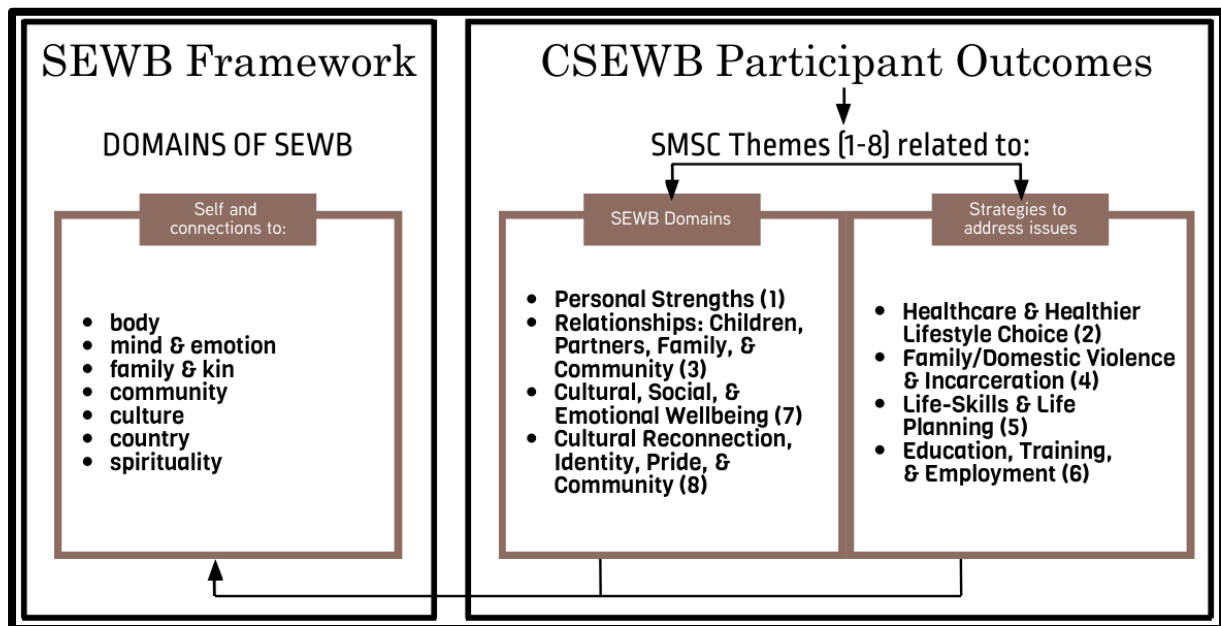 SEWB Framework
DOMAINS OF SEWB
Self and
connections to:
• body
• mind & emotion
• family & kin
• community
• culture
• country
• spirituality
CSEWB Participant Outcomes
SMSC Themes (1-8) related to:
SEWB Domains
• Personal Strengths (1)
• Relationships: Children,
Partners, Family, &
Community (3)
• Cultural, Social, &
Emotional Wellbeing (7)
• Cultural Reconnection,
Identity, Pride, &
Community (8)
Strategies to
address issues
• Healthcare & Healthier
Lifestyle Choice (2)
• Family/Domestic Violence
& Incarceration (4)
• Life-Skills & Life
Planning (5)
• Education, Training,
& Employment (6)